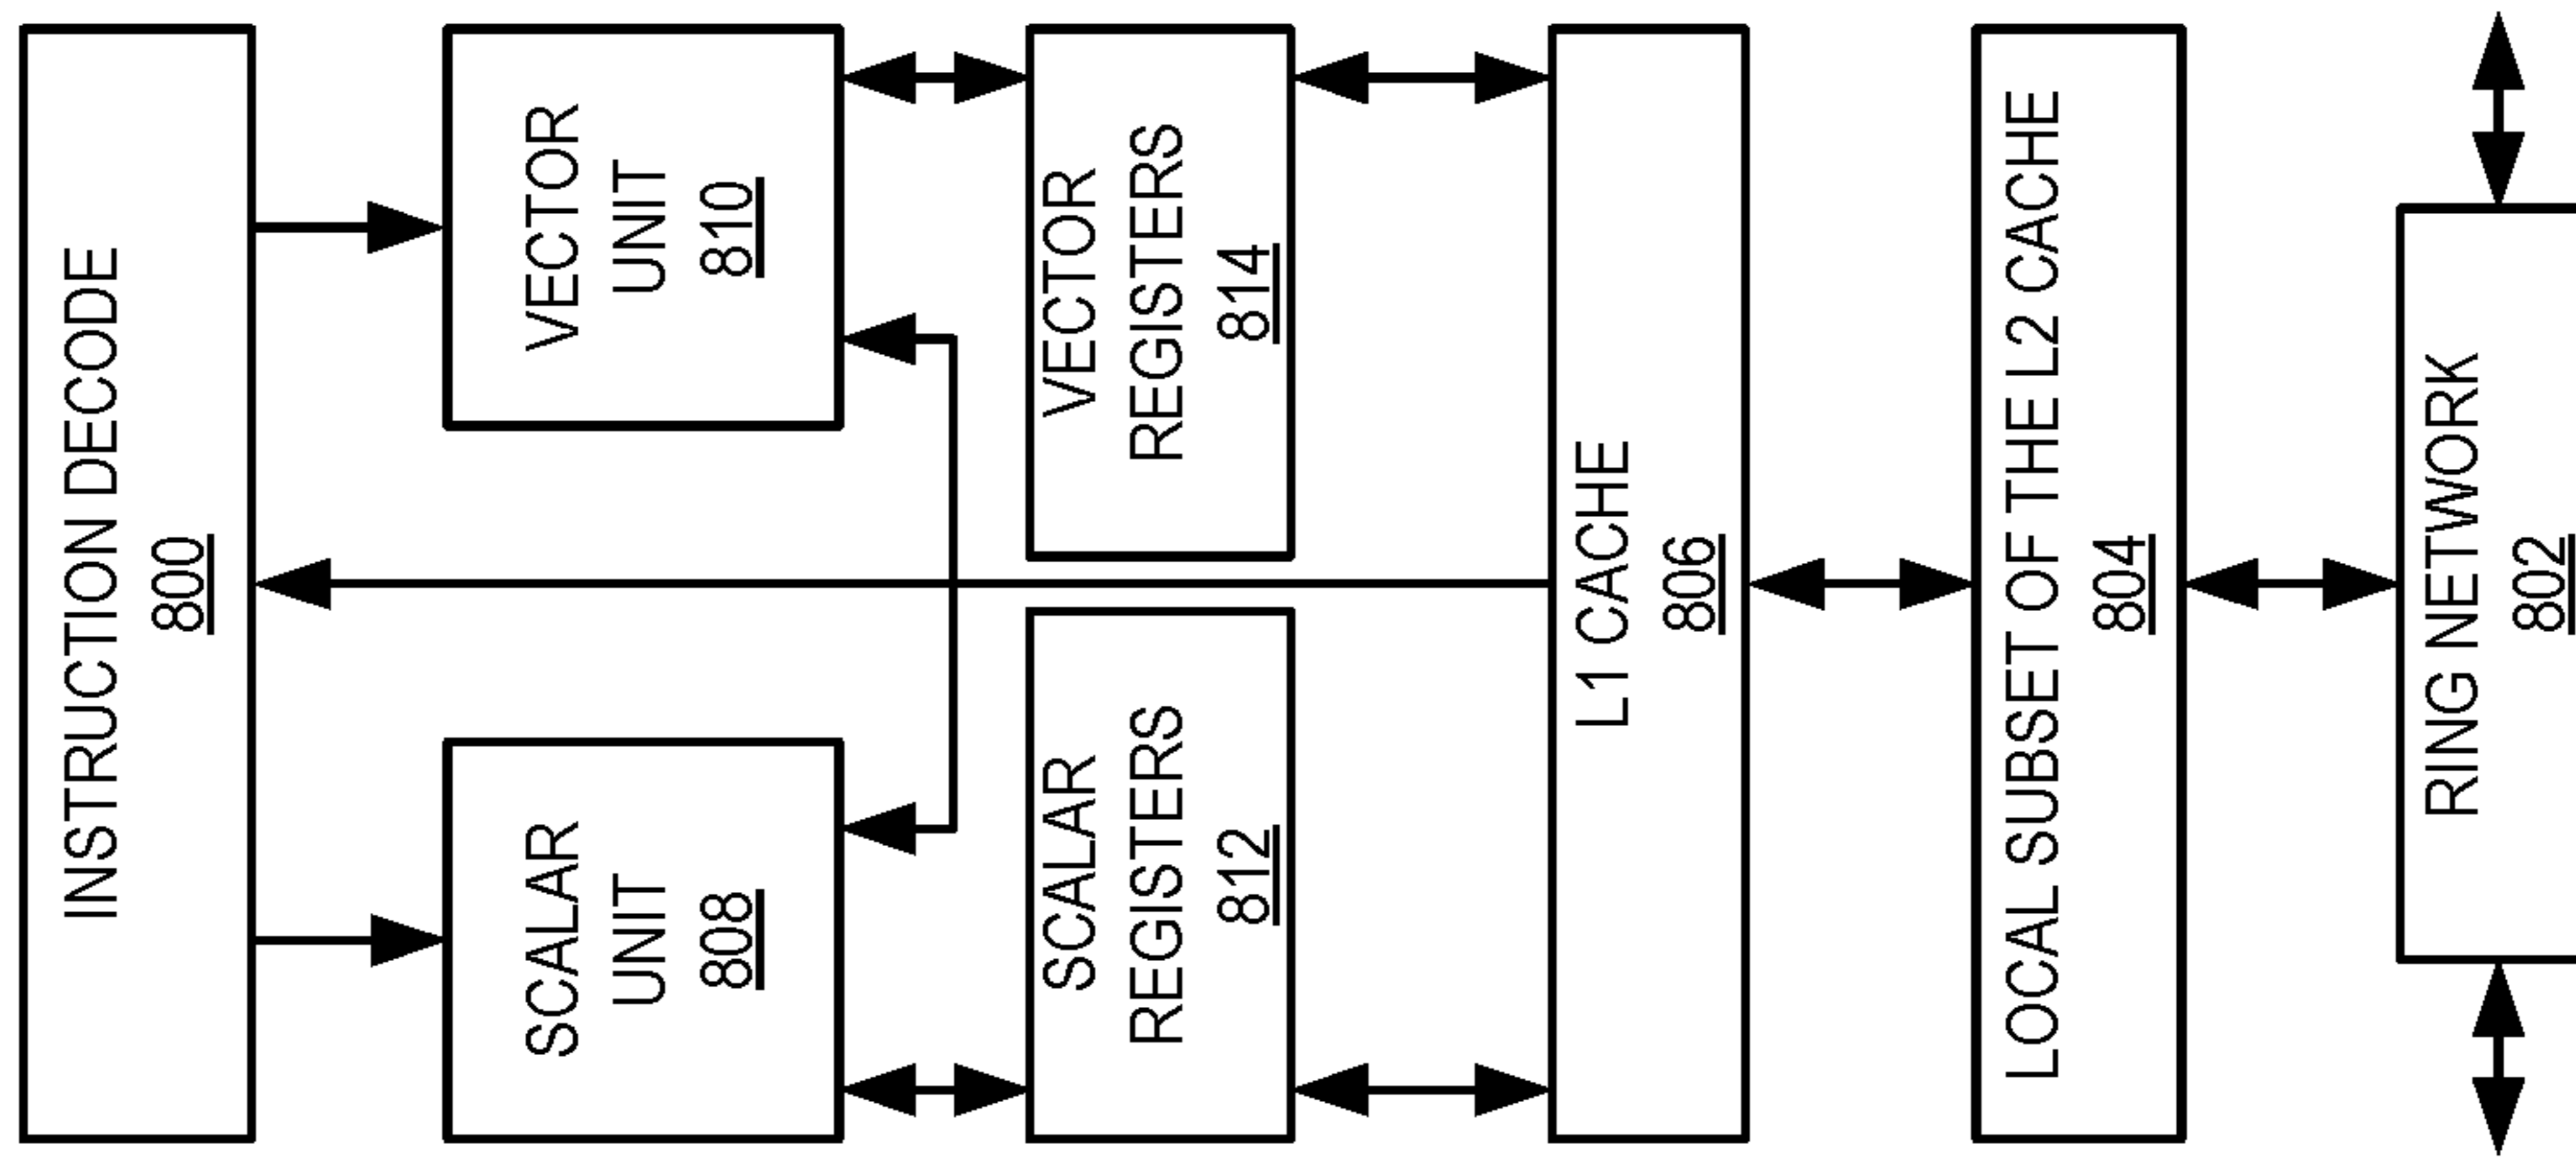 INSTRUCTION DECODE
800
SCALAR
UNIT
808
VECTOR
UNIT
810
SCALAR
REGISTERS
812
VECTOR
REGISTERS
814
L1 CACHE
806
LOCAL SUBSET OF THE L2 CACHE
804
RING NETWORK
802